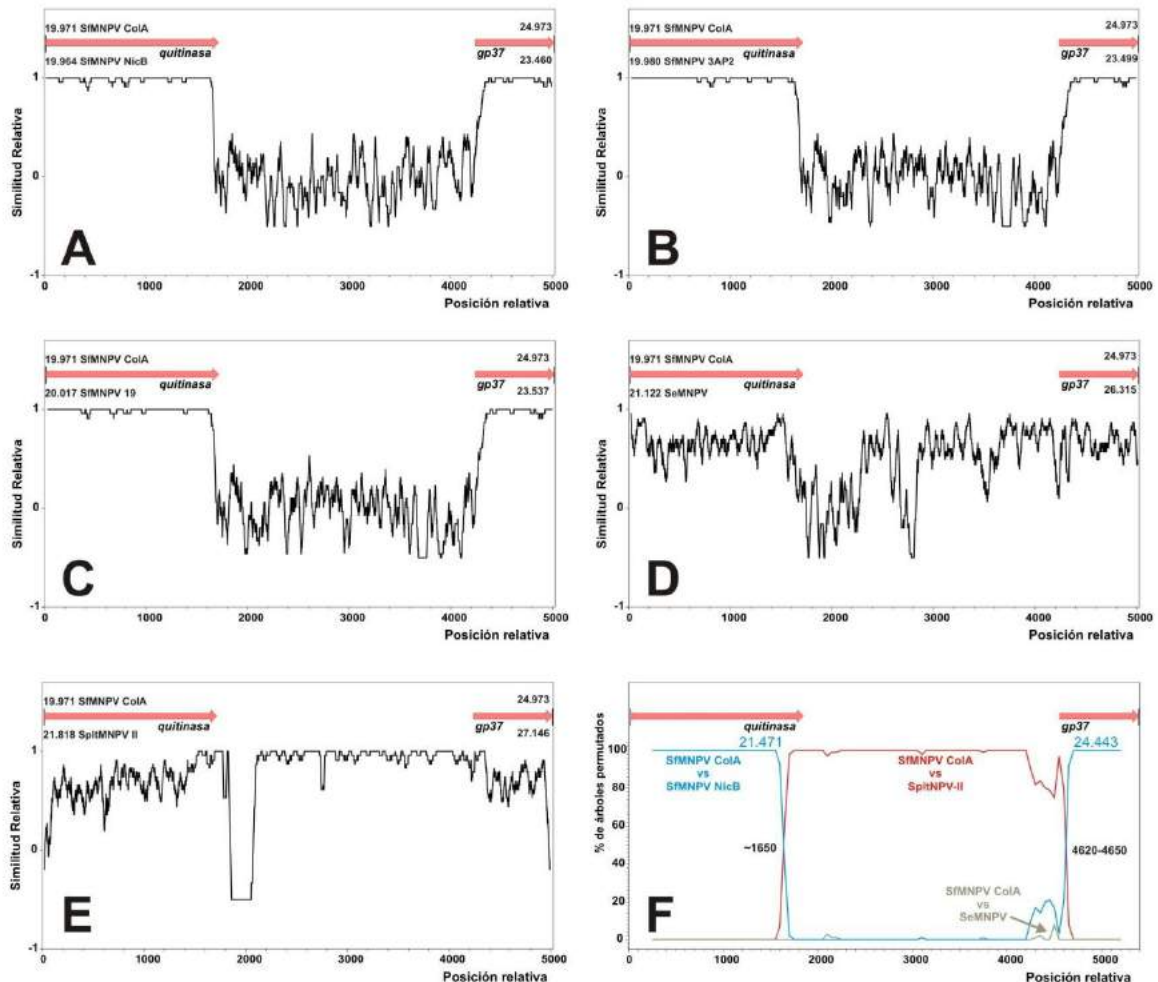 19.971 SfMNPV ColA 24.973
quitinasa gp37
19.964 SfMNPV NicB 23.460
1
0
-1
Similitud Relativa
A
0 1000 2000 3000 4000 5000
Posición relativa
19.971 SfMNPV ColA 24.973
quitinasa gp37
19.980 SfMNPV 3AP2 23.499
1
0
-1
Similitud Relativa
B
0 1000 2000 3000 4000 5000
Posición relativa
19.971 SfMNPV ColA 24.973
quitinasa gp37
20.017 SfMNPV 19 23.537
1
0
-1
Similitud Relativa
C
0 1000 2000 3000 4000 5000
Posición relativa
19.971 SfMNPV ColA 24.973
quitinasa gp37
21.122 SeMNPV 26.315
1
0
-1
Similitud Relativa
D
0 1000 2000 3000 4000 5000
Posición relativa
19.971 SfMNPV ColA 24.973
quitinasa gp37
21.818 SpltMNPV II 27.146
1
0
-1
Similitud Relativa
E
0 1000 2000 3000 4000 5000
Posición relativa
quitinasa gp37
21.471 24.443
100
80
60
40
20
0
% de árboles permutados
SfMNPV ColA
vs
SfMNPV NicB
SfMNPV ColA
vs
SpltNPV-II
~1650
4620-4650
SfMNPV ColA
vs
SeMNPV
F
0 1000 2000 3000 4000 5000
Posición relativa